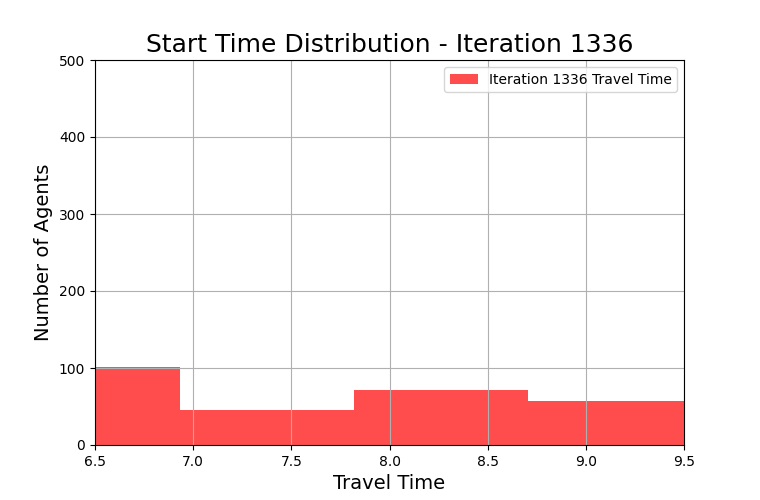 Start Time Distribution - Iteration 1336
Iteration 1336 Travel Time
Number of Agents
500
400
300
200
100
0
6.5 7.0 7.5 8.0 8.5 9.0 9.5
Travel Time